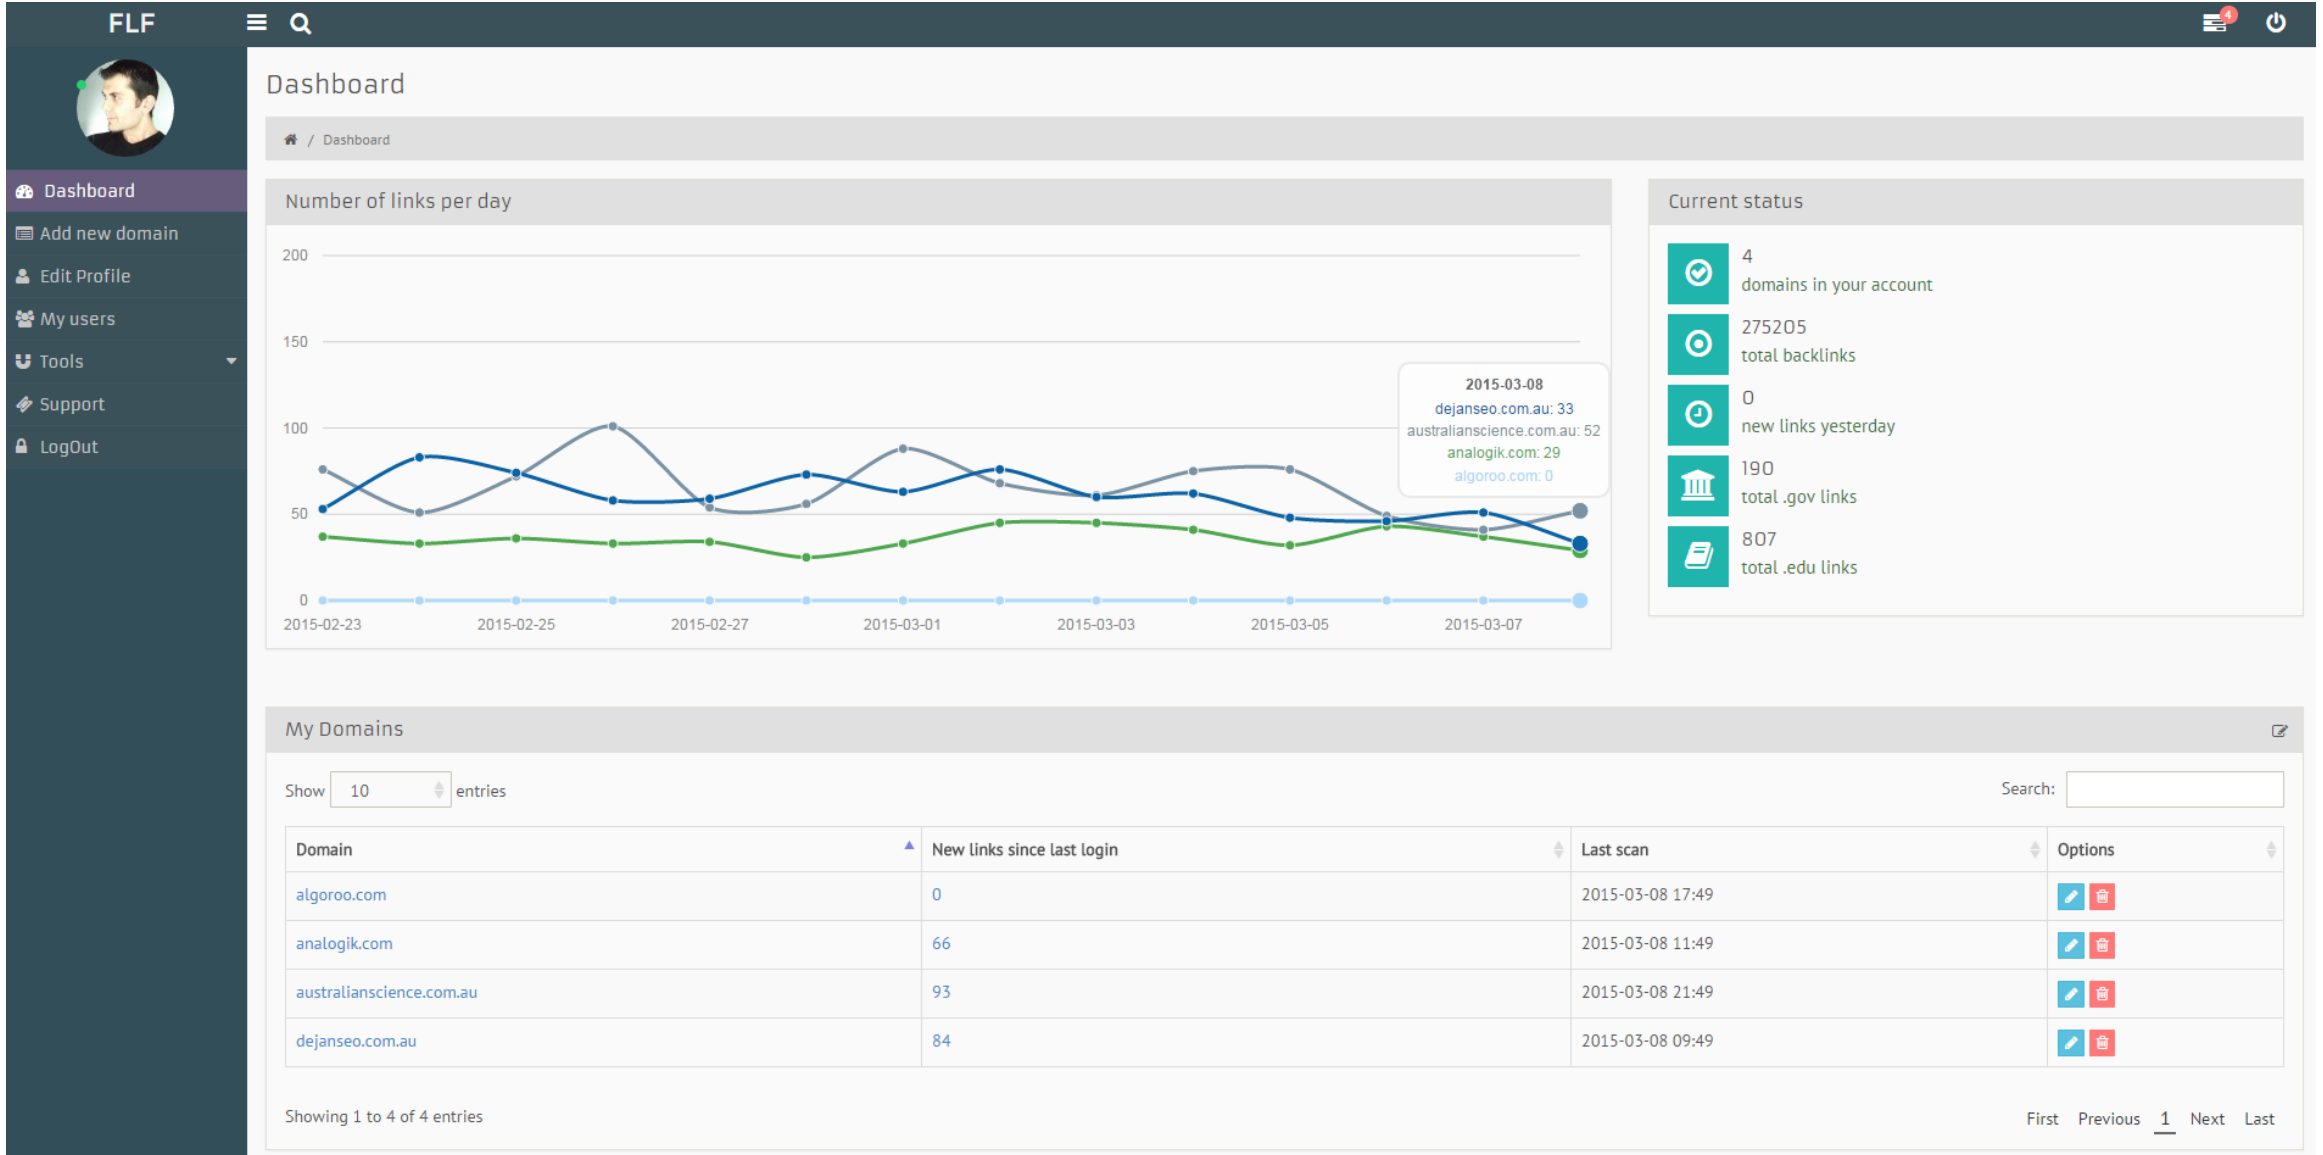 FLF
4
Dashboard
/ Dashboard
Dashboard
Add new domain
Edit Profile
My users
Tools
Support
LogOut
Number of links per day
200
150
100
50
0
2015-02-23 2015-02-25 2015-02-27 2015-03-01 2015-03-03 2015-03-05 2015-03-07
2015-03-08
dejanseo.com.au: 33
australianscience.com.au: 52
analogik.com: 29
algoroo.com: 0
Current status
4
domains in your account
275205
total backlinks
0
new links yesterday
190
total .gov links
807
total .edu links
My Domains
Show 10 entries
Search:
Domain New links since last login Last scan Options
algoroo.com 0 2015-03-08 17:49
analogik.com 66 2015-03-08 11:49
australianscience.com.au 93 2015-03-08 21:49
dejanseo.com.au 84 2015-03-08 09:49
Showing 1 to 4 of 4 entries
First Previous 1 Next Last